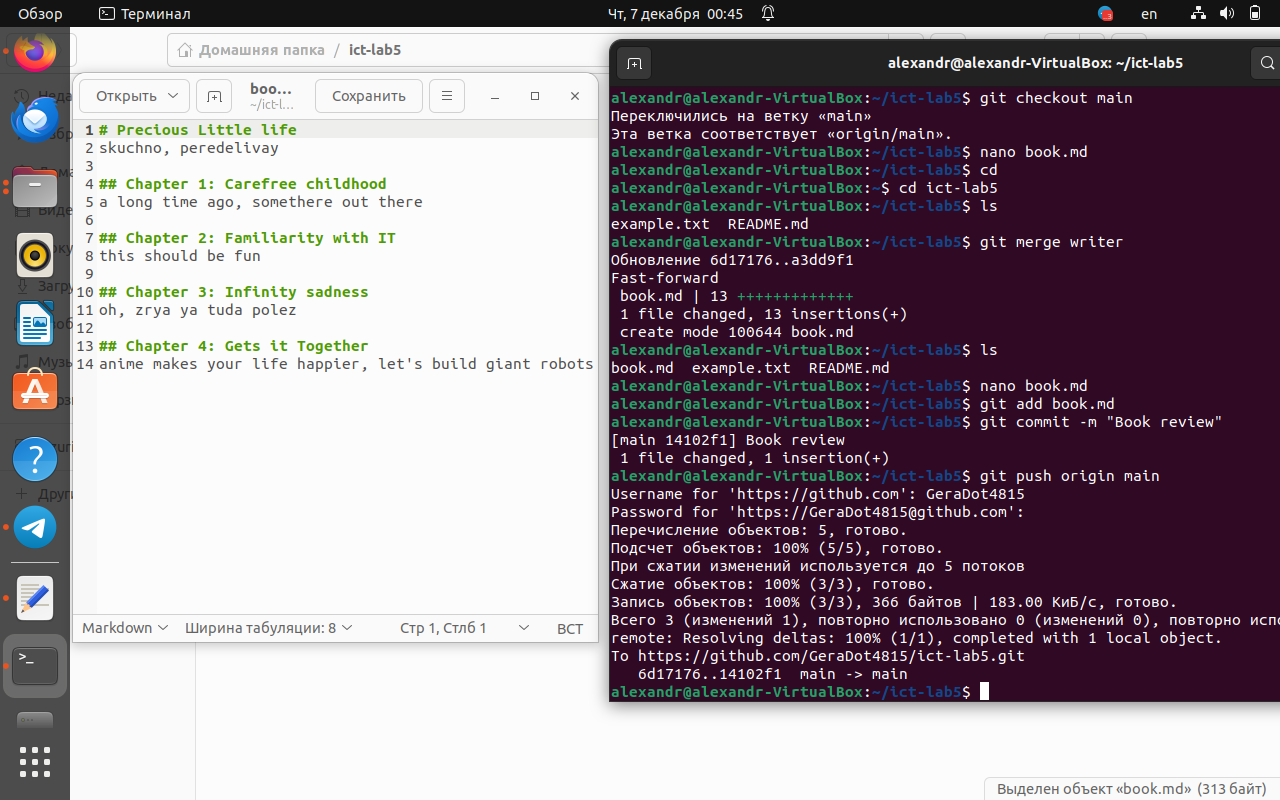 Обзор
Терминал
Чт, 7 декабря 00:45
en
Домашняя папка / ict-lab5
Открыть
boo...
~/ict-l...
Сохранить
1 # Precious Little life
2 skuchno, peredelivay
3
4 ## Chapter 1: Carefree childhood
5 a long time ago, somethere out there
6
7 ## Chapter 2: Familiarity with IT
8 this should be fun
9
10 ## Chapter 3: Infinity sadness
11 oh, zrya ya tuda polez
12
13 ## Chapter 4: Gets it Together
14 anime makes your life happier, let's build giant robots
Markdown
Ширина табуляции: 8
Стр 1, Стлб 1
ВСТ
alexandr@alexandr-VirtualBox: ~/ict-lab5
alexandr@alexandr-VirtualBox:~/ict-lab5$ git checkout main
Переключились на ветку «main»
Эта ветка соответствует «origin/main».
alexandr@alexandr-VirtualBox:~/ict-lab5$ nano book.md
alexandr@alexandr-VirtualBox:~/ict-lab5$ cd
alexandr@alexandr-VirtualBox:~$ cd ict-lab5
alexandr@alexandr-VirtualBox:~/ict-lab5$ ls
example.txt  README.md
alexandr@alexandr-VirtualBox:~/ict-lab5$ git merge writer
Обновление 6d17176..a3dd9f1
Fast-forward
 book.md | 13 +++++++++++++
 1 file changed, 13 insertions(+)
 create mode 100644 book.md
alexandr@alexandr-VirtualBox:~/ict-lab5$ ls
book.md  example.txt  README.md
alexandr@alexandr-VirtualBox:~/ict-lab5$ nano book.md
alexandr@alexandr-VirtualBox:~/ict-lab5$ git add book.md
alexandr@alexandr-VirtualBox:~/ict-lab5$ git commit -m "Book review"
[main 14102f1] Book review
 1 file changed, 1 insertion(+)
alexandr@alexandr-VirtualBox:~/ict-lab5$ git push origin main
Username for 'https://github.com': GeraDot4815
Password for 'https://GeraDot4815@github.com':
Перечисление объектов: 5, готово.
Подсчет объектов: 100% (5/5), готово.
При сжатии изменений используется до 5 потоков
Сжатие объектов: 100% (3/3), готово.
Запись объектов: 100% (3/3), 366 байтов | 183.00 КиБ/с, готово.
Всего 3 (изменений 1), повторно использовано 0 (изменений 0), повторно испо
remote: Resolving deltas: 100% (1/1), completed with 1 local object.
To https://github.com/GeraDot4815/ict-lab5.git
   6d17176..14102f1  main -> main
alexandr@alexandr-VirtualBox:~/ict-lab5$
Выделен объект «book.md» (313 байт)